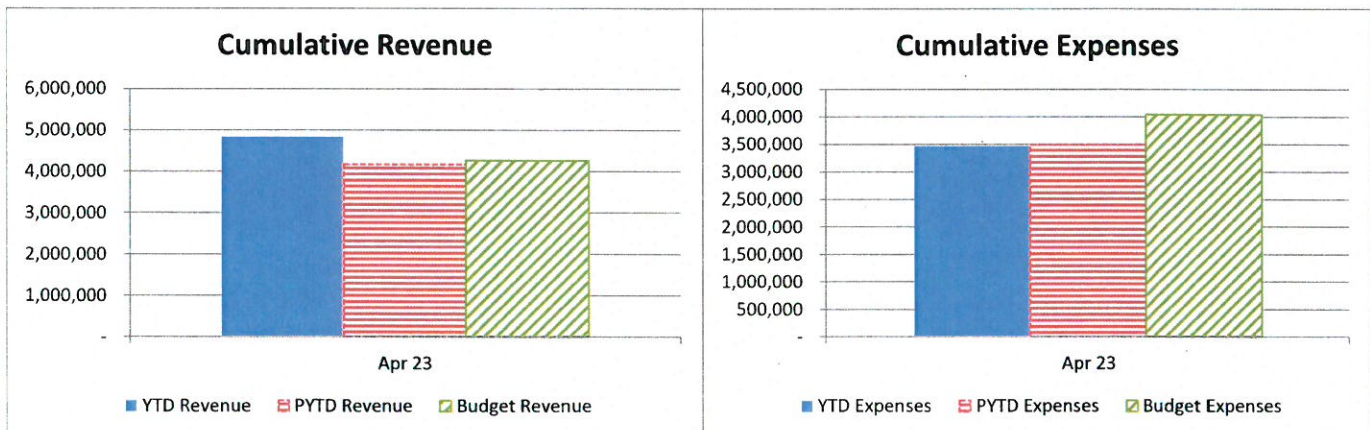 Cumulative Revenue
6,000,000
5,000,000
4,000,000
3,000,000
2,000,000
1,000,000
-
Apr 23
YTD Revenue PYTD Revenue Budget Revenue
Cumulative Expenses
4,500,000
4,000,000
3,500,000
3,000,000
2,500,000
2,000,000
1,500,000
1,000,000
500,000
-
Apr 23
YTD Expenses PYTD Expenses Budget Expenses